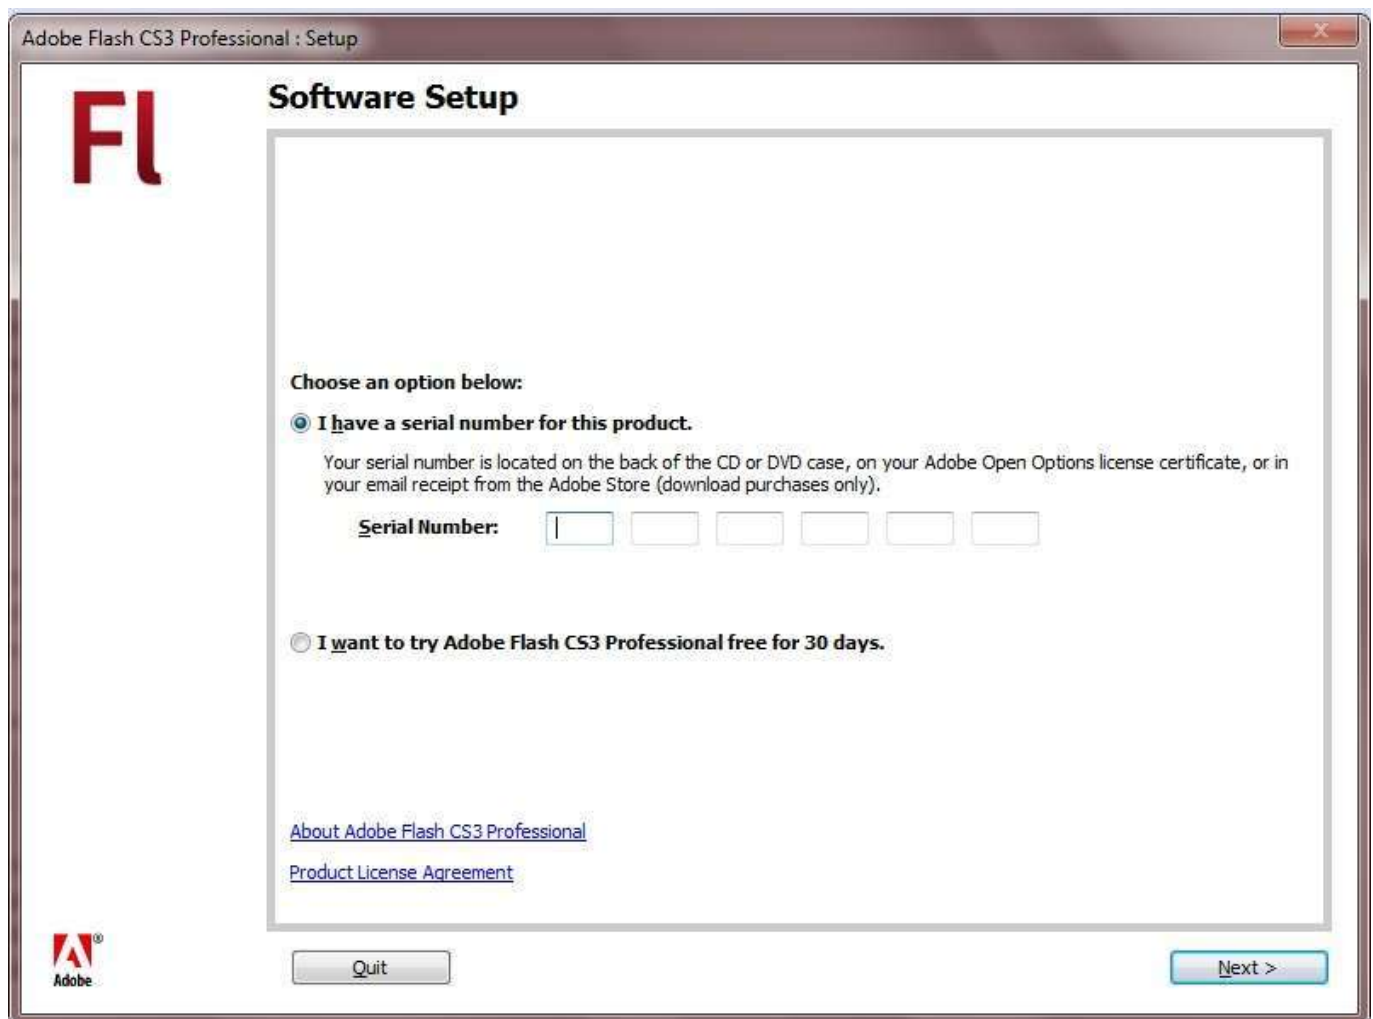 Adobe Flash CS3 Professional : Setup
Fl
Software Setup
Choose an option below:
I have a serial number for this product.
Your serial number is located on the back of the CD or DVD case, on your Adobe Open Options license certificate, or in
your email receipt from the Adobe Store (download purchases only).
Serial Number:
I want to try Adobe Flash CS3 Professional free for 30 days.
About Adobe Flash CS3 Professional
Product License Agreement
Adobe®
Quit
Next >